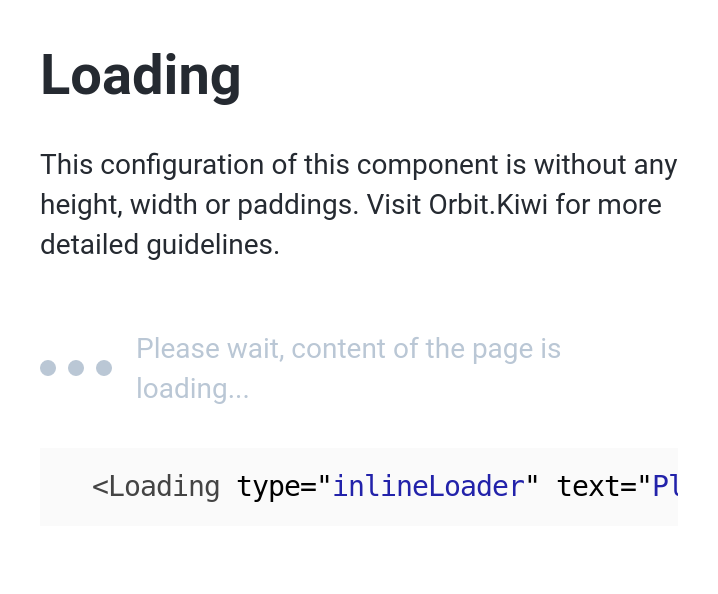 Loading
This configuration of this component is without any
height, width or paddings. Visit Orbit.Kiwi for more
detailed guidelines.
Please wait, content of the page is
loading...
<Loading type="inlineLoader" text="Pl